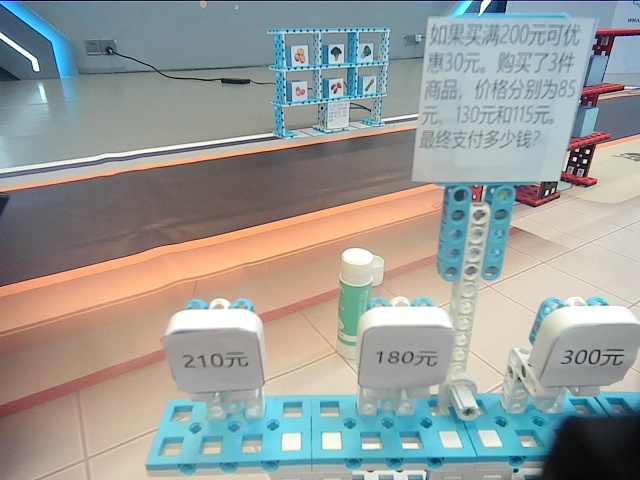 如果买满200元可优
惠30元。购买了3件
商品，价格分别为85
元、130元和115元。
最终支付多少钱?
210元
180元
300元